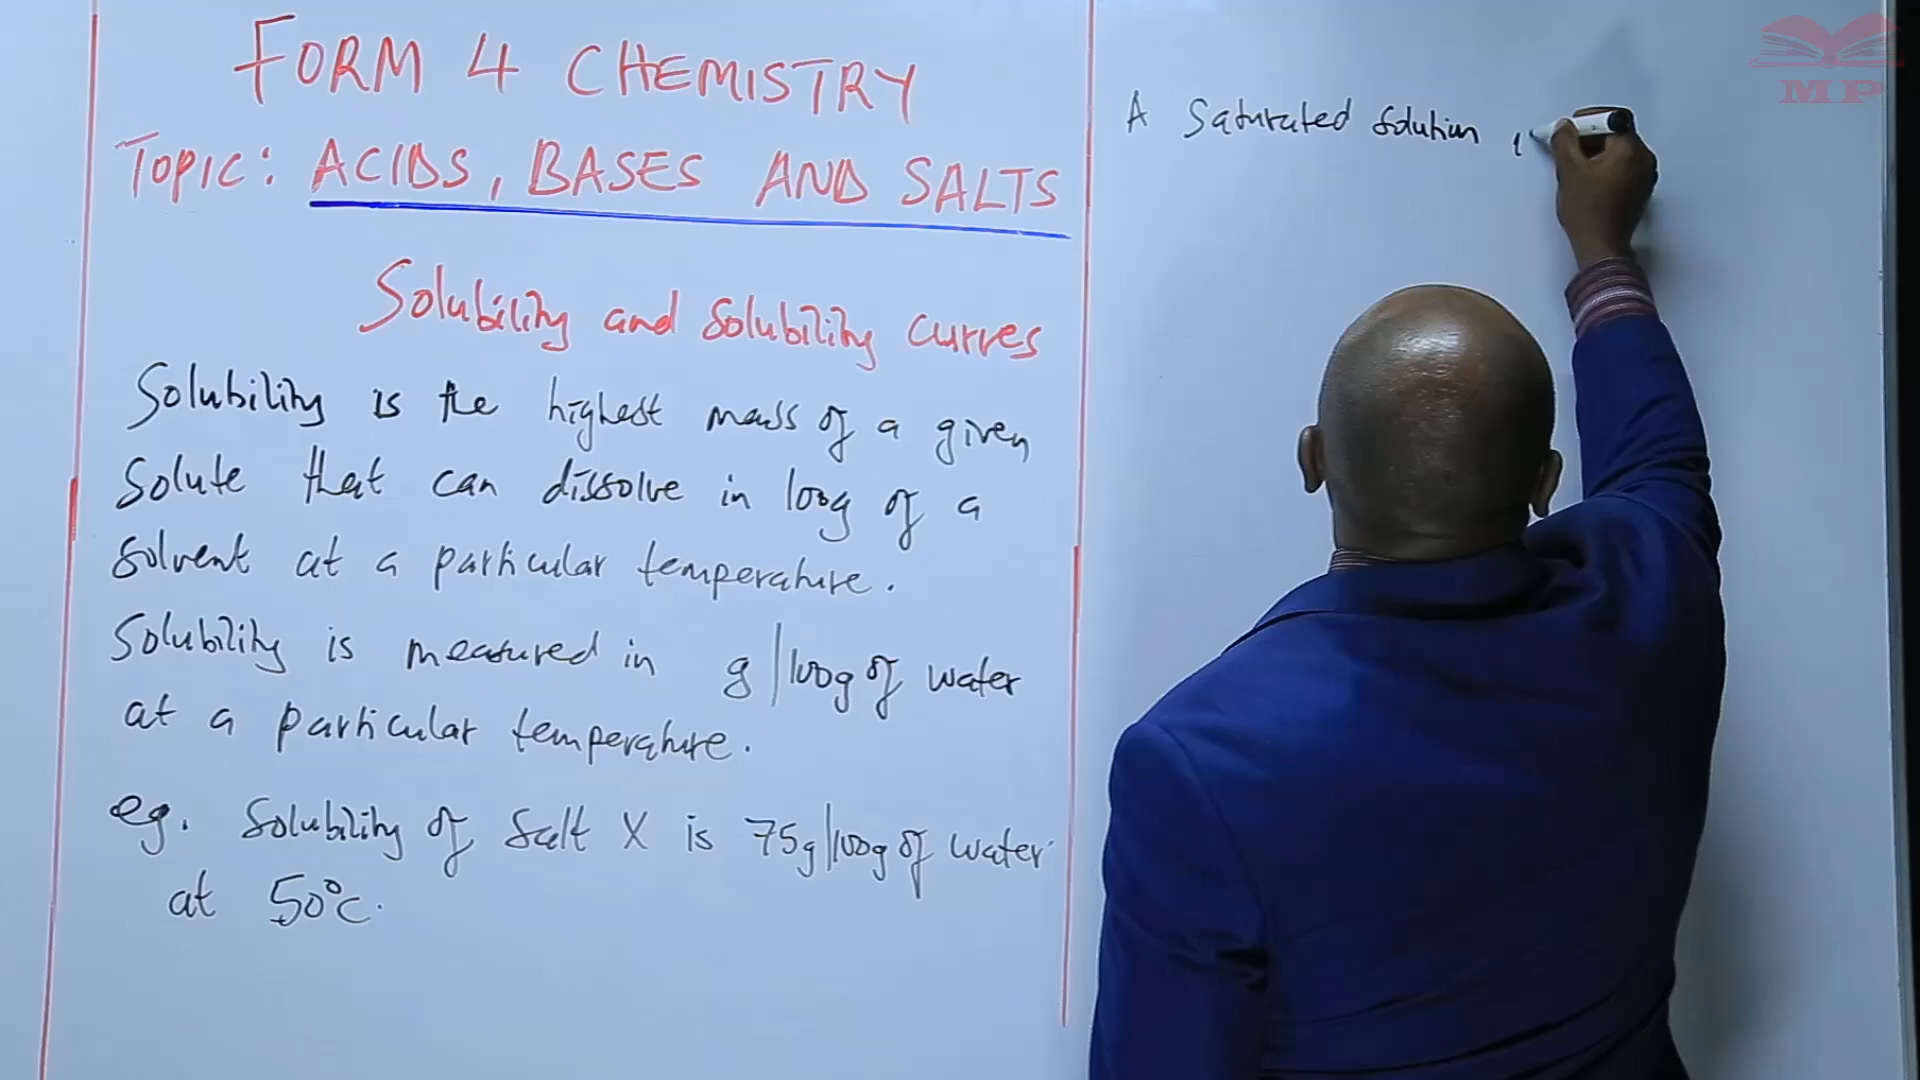 FORM 4 CHEMISTRY
Topic: ACIDS, BASES AND SALTS
Solubility and Solubility Curves
Solubility is the highest mass of a given
Solute that can dissolve in 100g of a
solvent at a particular temperature.
Solubility is measured in g|100g of water
at a particular temperature.
eg. Solubility of Salt X is 75g|100g of water
at 50°c.
A Saturated Solution
MP